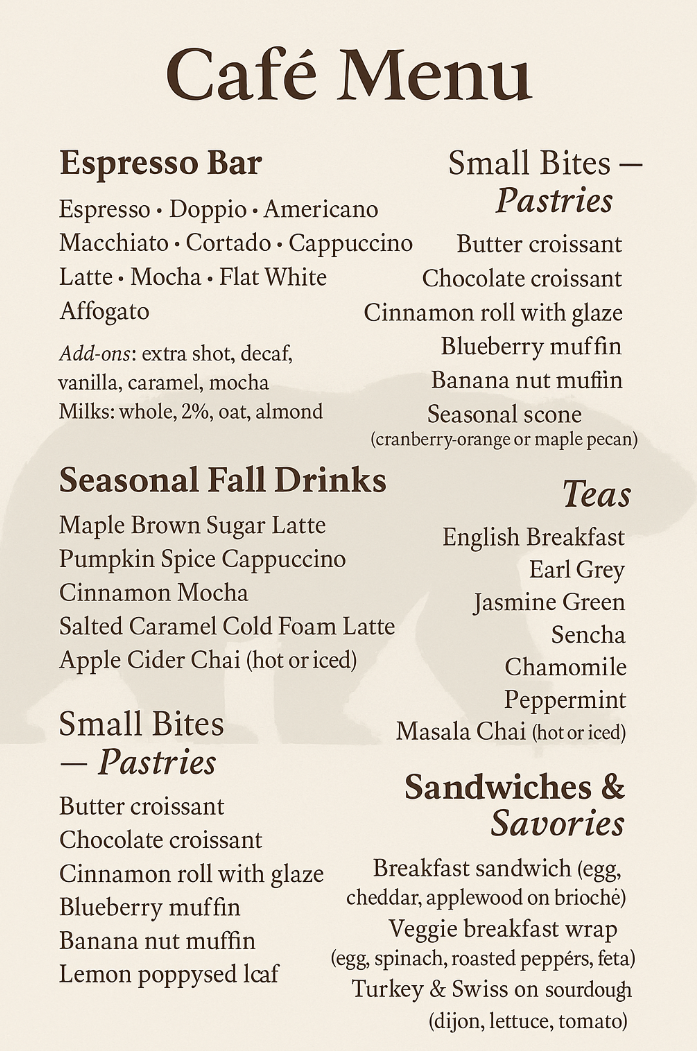 Café Menu
Espresso Bar
Espresso • Doppio • Americano
Macchiato • Cortado • Cappuccino
Latte • Mocha • Flat White
Affogato
Add-ons: extra shot, decaf,
vanilla, caramel, mocha
Milks: whole, 2%, oat, almond
Seasonal Fall Drinks
Maple Brown Sugar Latte
Pumpkin Spice Cappuccino
Cinnamon Mocha
Salted Caramel Cold Foam Latte
Apple Cider Chai (hot or iced)
Small Bites
— Pastries
Butter croissant
Chocolate croissant
Cinnamon roll with glaze
Blueberry muffin
Banana nut muffin
Lemon poppysed lcaf
Small Bites —
Pastries
Butter croissant
Chocolate croissant
Cinnamon roll with glaze
Blueberry muffin
Banana nut muffin
Seasonal scone
(cranberry-orange or maple pecan)
Teas
English Breakfast
Earl Grey
Jasmine Green
Sencha
Chamomile
Peppermint
Masala Chai (hot or iced)
Sandwiches &
Savories
Breakfast sandwich (egg,
cheddar, applewood on briochė)
Veggie breakfast wrap
(egg, spinach, roasted peppérs, feta)
Turkey & Swiss on sourdough
(dijon, lettuce, tomato)